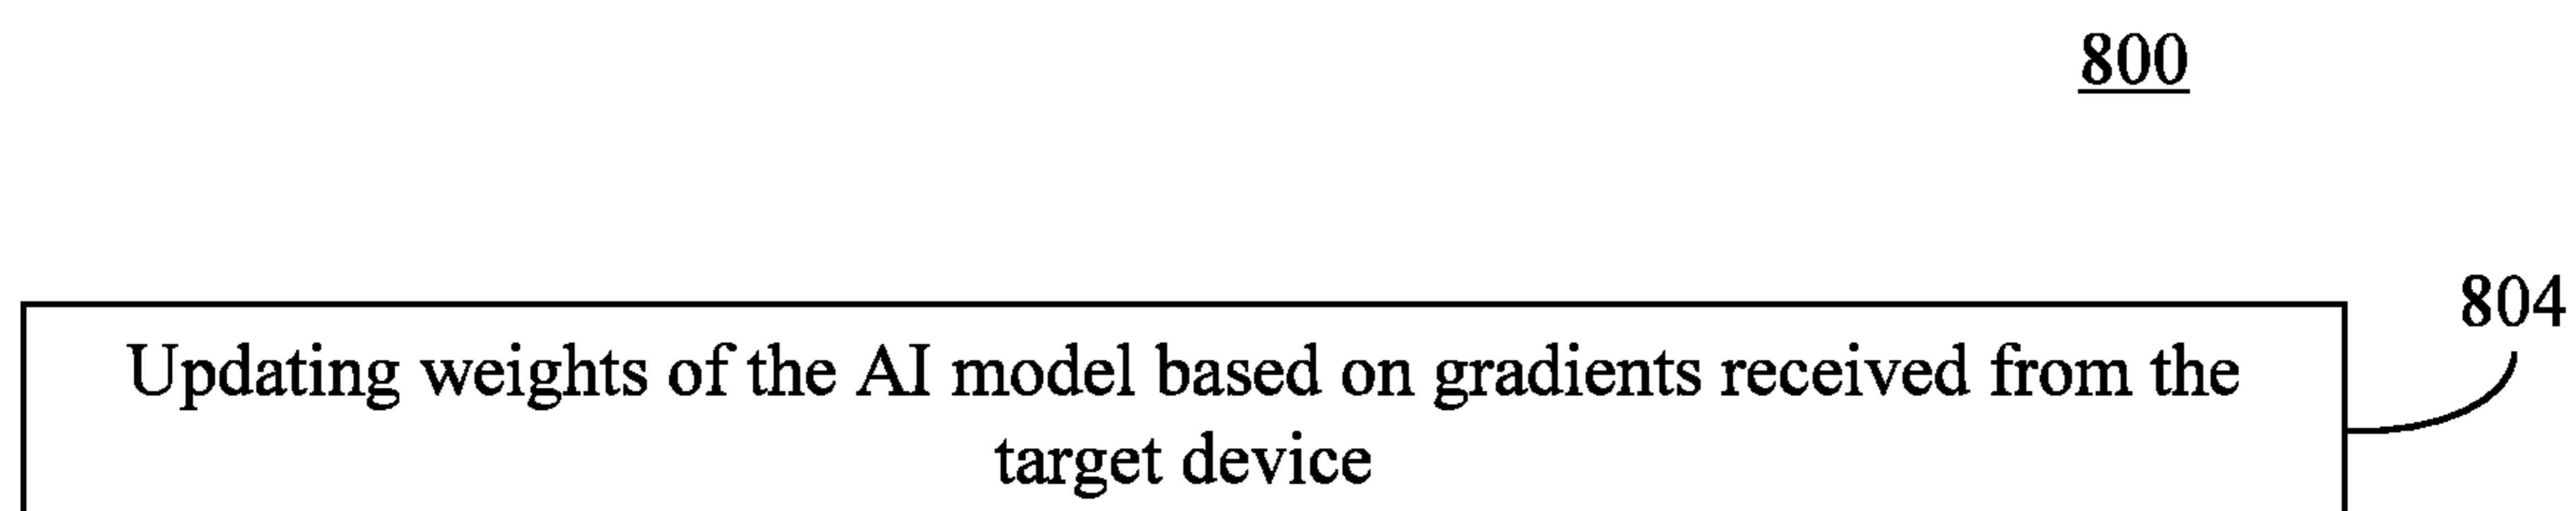 800
804
Updating weights of the AI model based on gradients received from the
target device